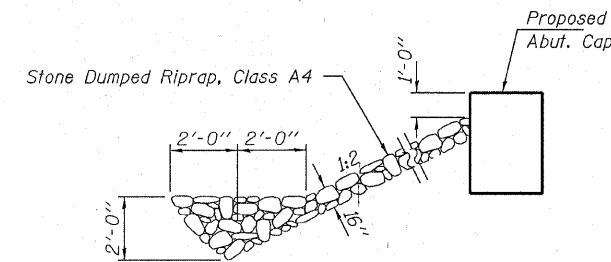 Proposed
Abut. Cap
1'-0"
Stone Dumped Riprap, Class A4
2'-0" 2'-0"
1:2
16"
2'-0"